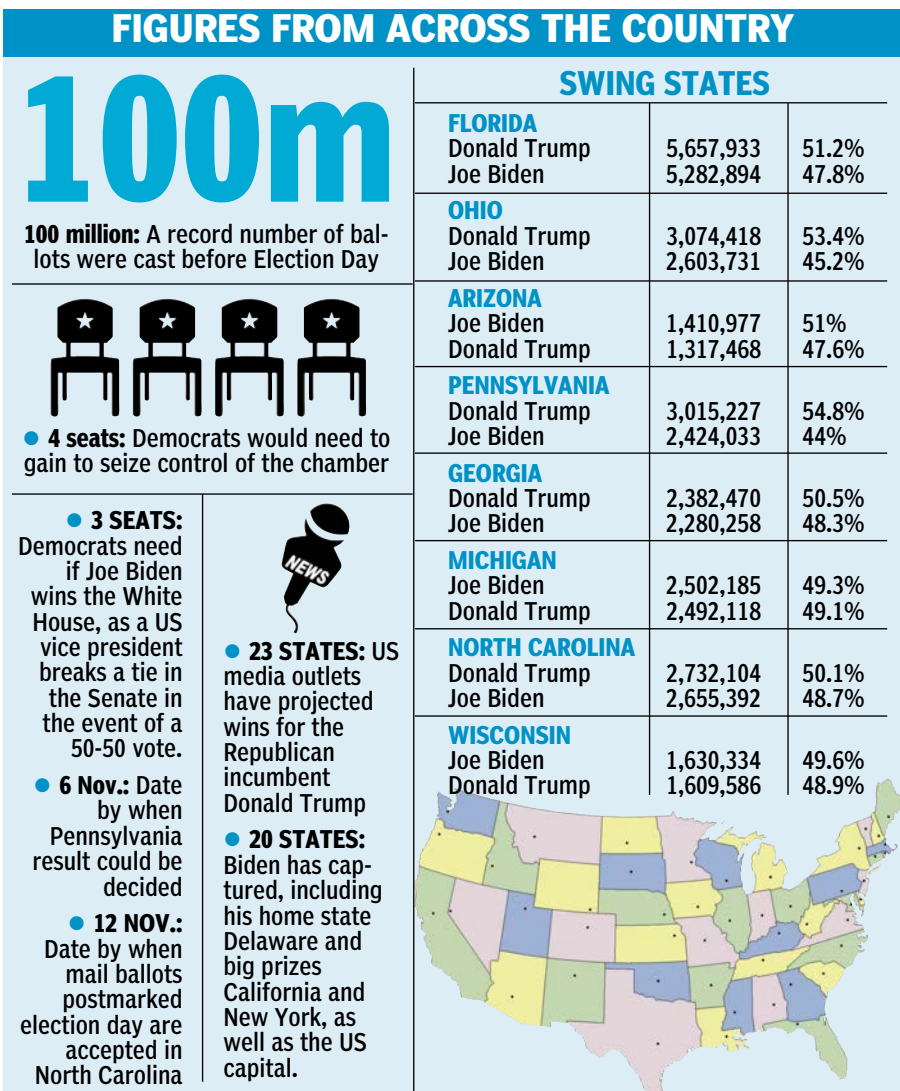 FIGURES FROM ACROSS THE COUNTRY
100m
100 million: A record number of bal-
lots were cast before Election Day
● 4 seats: Democrats would need to
gain to seize control of the chamber
● 3 SEATS:
Democrats need
if Joe Biden
wins the White
House, as a US
vice president
breaks a tie in
the Senate in
the event of a
50-50 vote.
● 6 Nov.: Date
by when
Pennsylvania
result could be
decided
● 12 NOV.:
Date by when
mail ballots
postmarked
election day are
accepted in
North Carolina
NEWS
● 23 STATES: US
media outlets
have projected
wins for the
Republican
incumbent
Donald Trump
● 20 STATES:
Biden has cap-
tured, including
his home state
Delaware and
big prizes
California and
New York, as
well as the US
capital.
SWING STATES
FLORIDA
Donald Trump 5,657,933 51.2%
Joe Biden 5,282,894 47.8%
OHIO
Donald Trump 3,074,418 53.4%
Joe Biden 2,603,731 45.2%
ARIZONA
Joe Biden 1,410,977 51%
Donald Trump 1,317,468 47.6%
PENNSYLVANIA
Donald Trump 3,015,227 54.8%
Joe Biden 2,424,033 44%
GEORGIA
Donald Trump 2,382,470 50.5%
Joe Biden 2,280,258 48.3%
MICHIGAN
Joe Biden 2,502,185 49.3%
Donald Trump 2,492,118 49.1%
NORTH CAROLINA
Donald Trump 2,732,104 50.1%
Joe Biden 2,655,392 48.7%
WISCONSIN
Joe Biden 1,630,334 49.6%
Donald Trump 1,609,586 48.9%